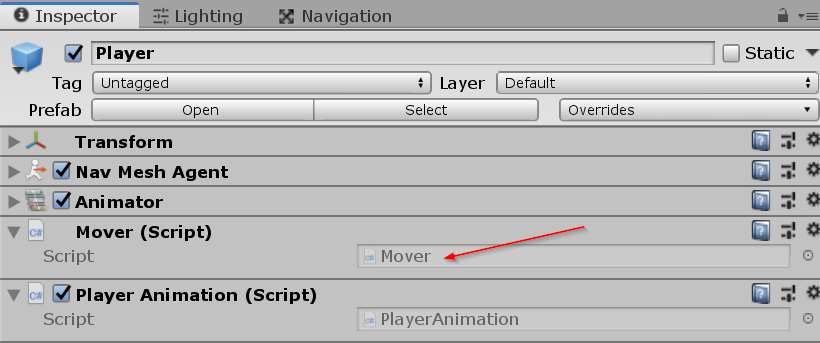 Inspector Lighting Navigation
Player Static
Tag Untagged Layer Default
Prefab Open Select Overrides
Transform
Nav Mesh Agent
Animator
C# Mover (Script)
Script C# Mover
C# Player Animation (Script)
Script C# PlayerAnimation